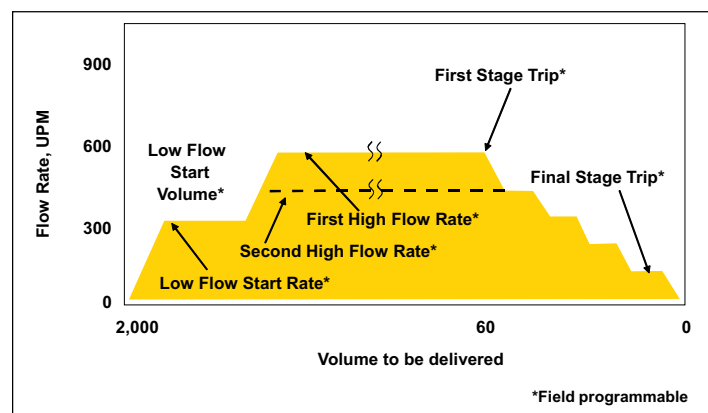 900
First Stage Trip*
600
Low Flow
Start
Volume*
Final Stage Trip*
Flow Rate, UPM
First High Flow Rate*
300
Second High Flow Rate*
Low Flow Start Rate*
0
2,000
60
0
Volume to be delivered
*Field programmable